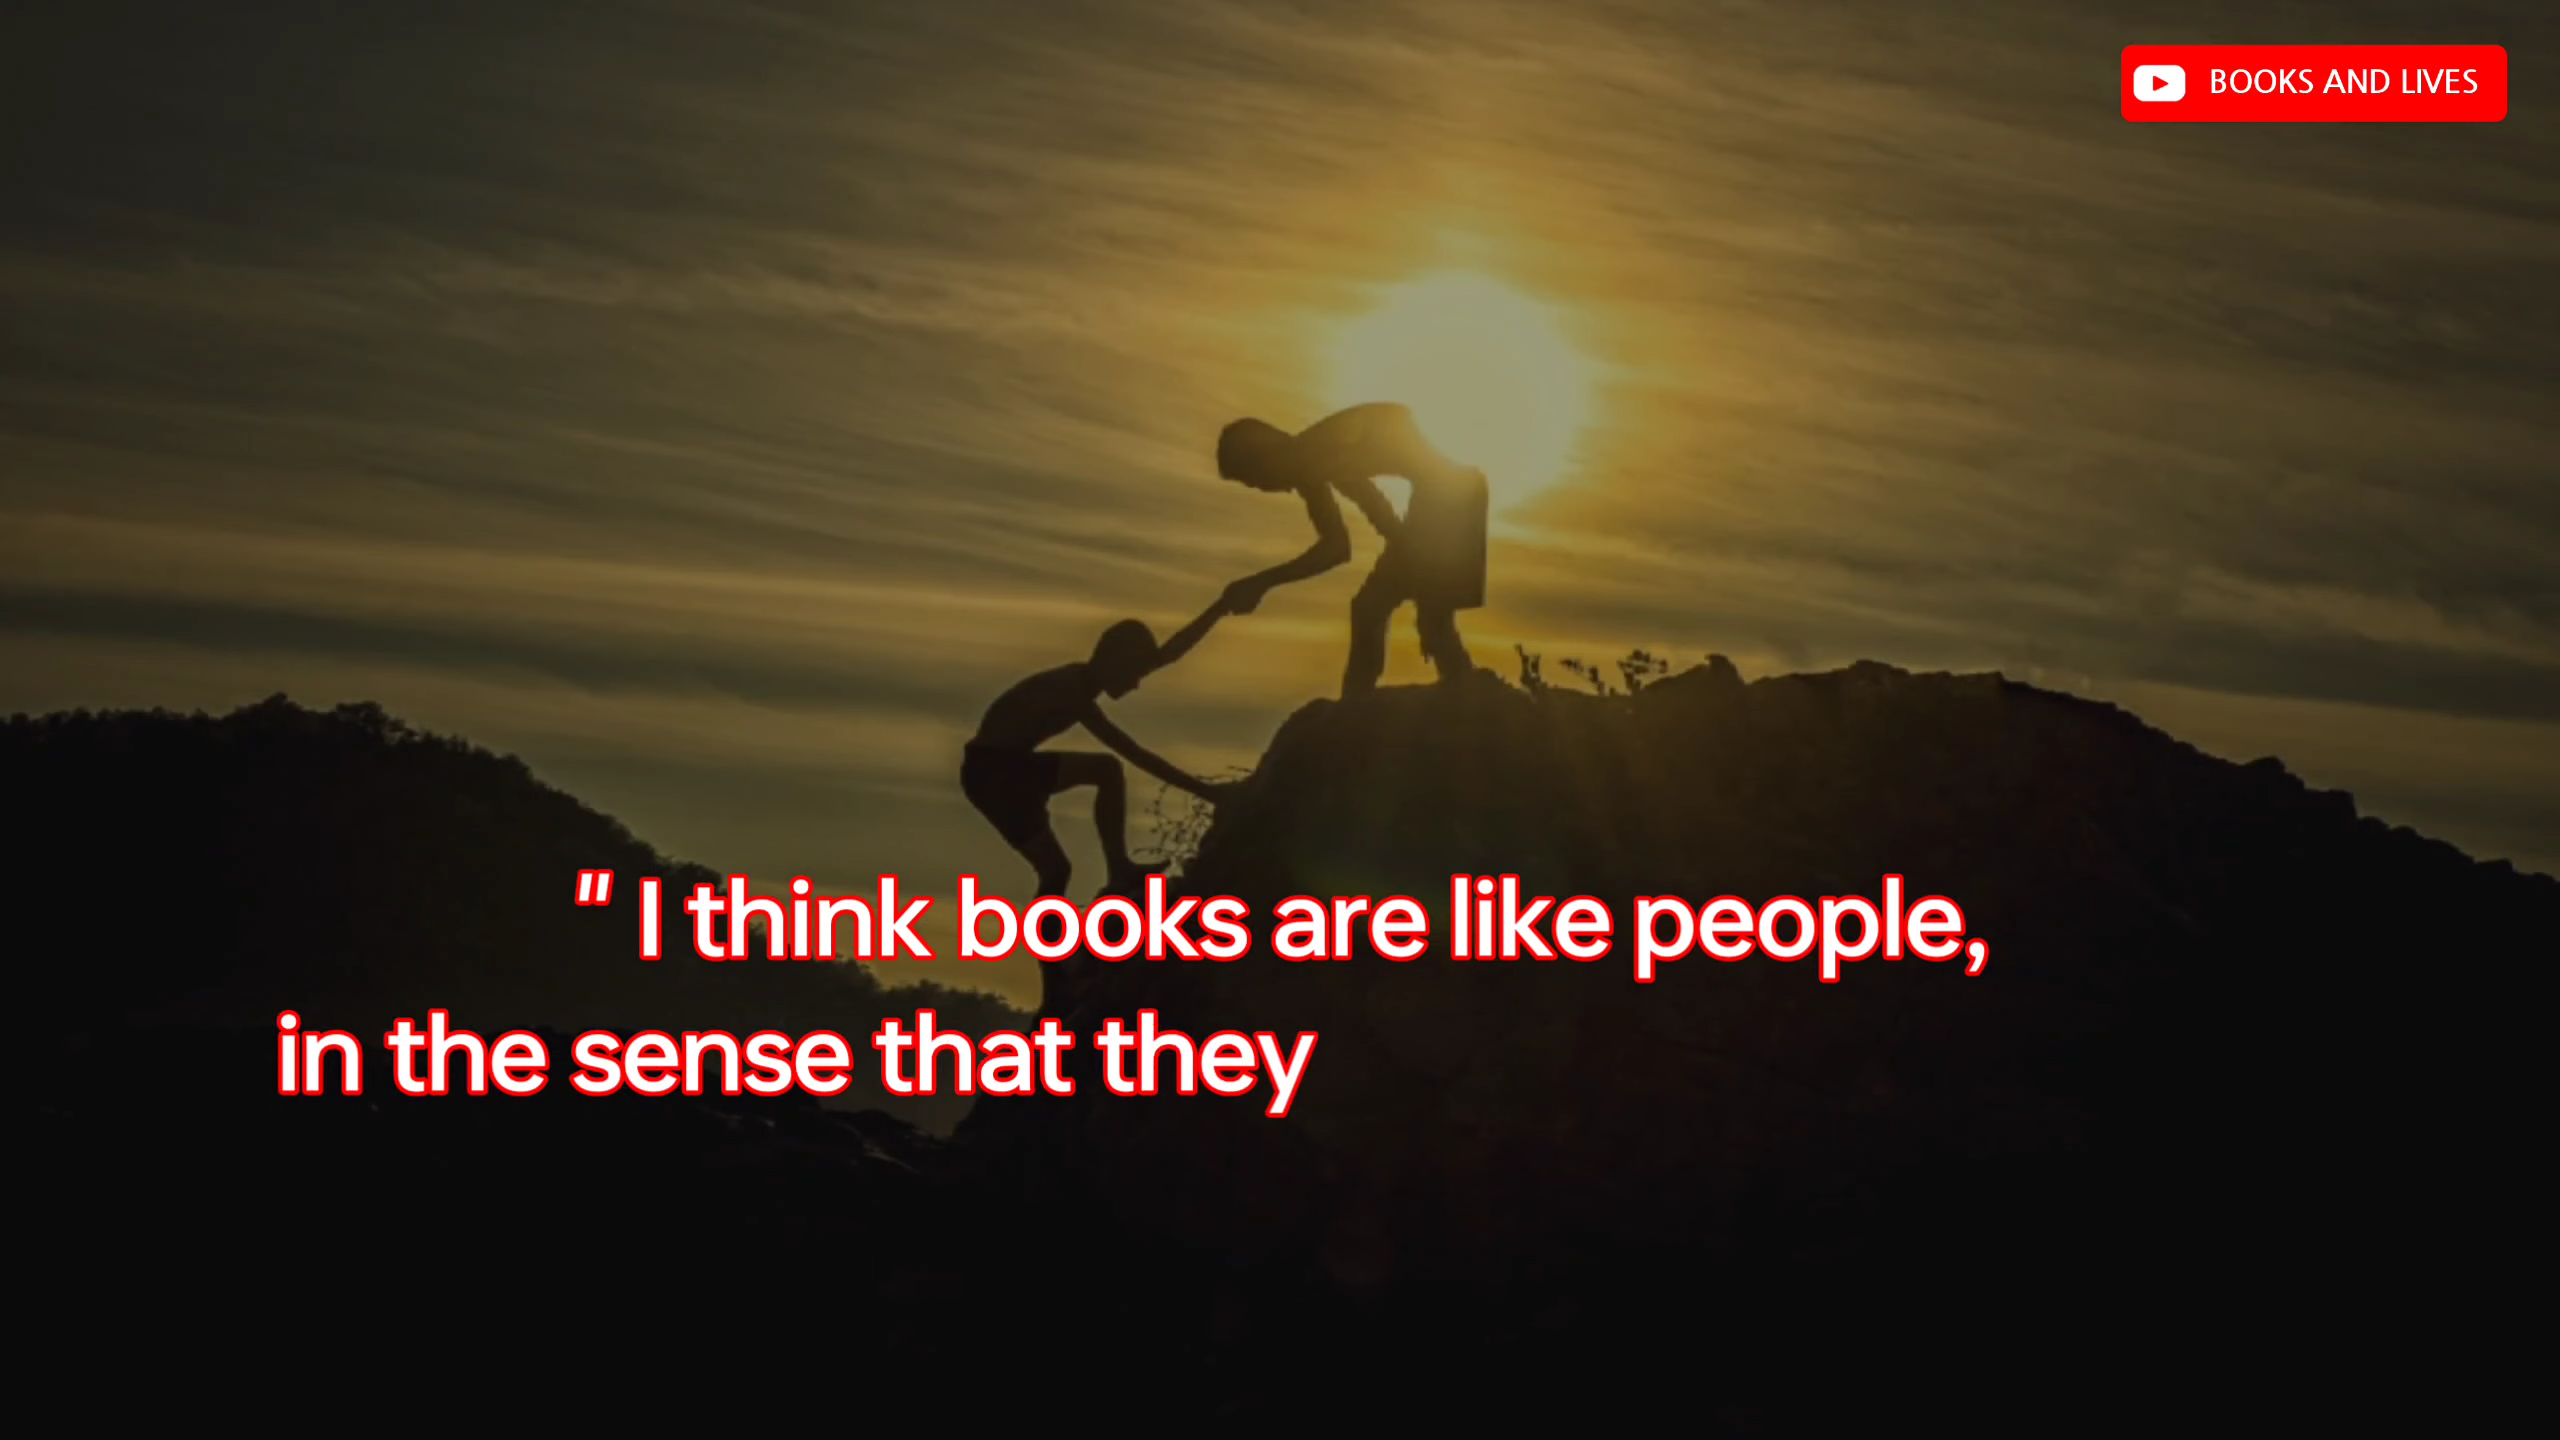 BOOKS AND LIVES
" I think books are like people,
in the sense that they